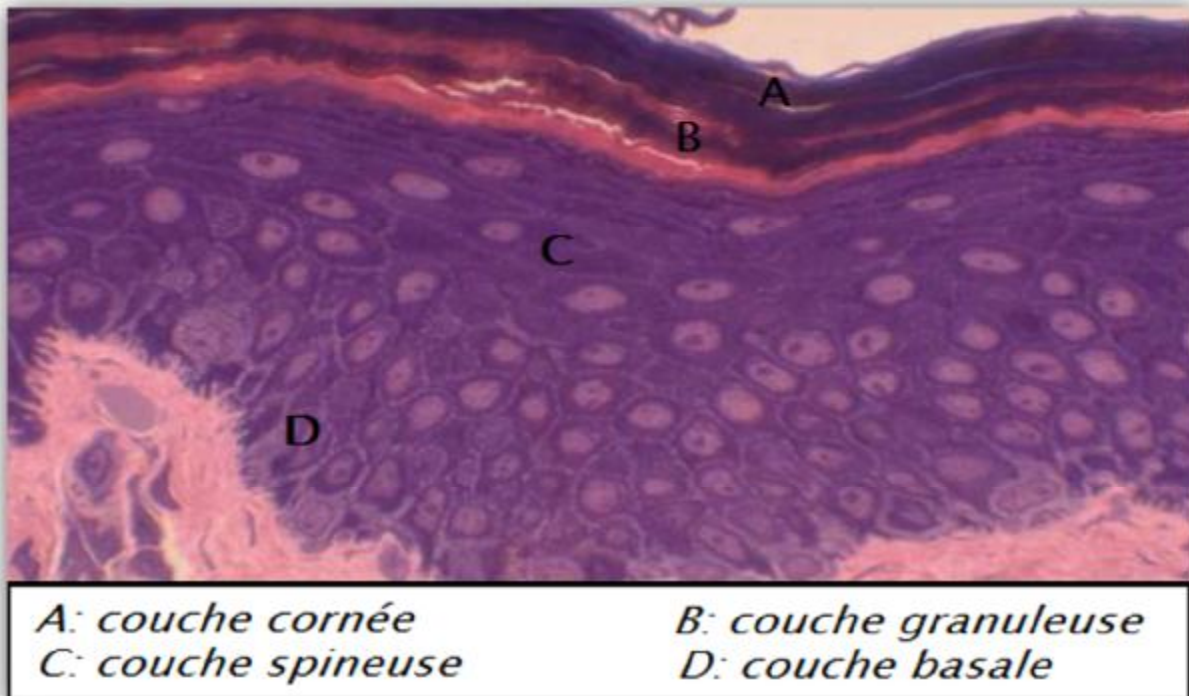 A
B
C
D
A: couche cornée
B: couche granuleuse
C: couche spineuse
D: couche basale